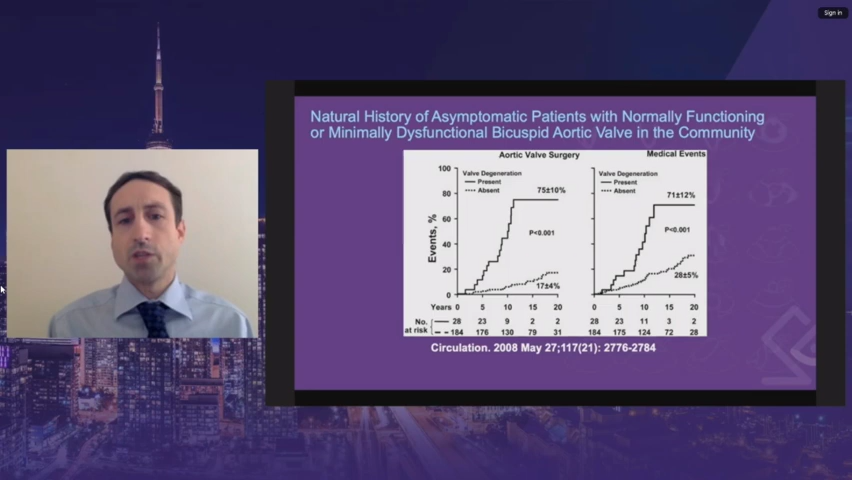 Sign in
Natural History of Asymptomatic Patients with Normally Functioning
or Minimally Dysfunctional Bicuspid Aortic Valve in the Community
Aortic Valve Surgery
Medical Events
100
80
60
40
20
0
Events, %
Valve Degeneration
Present
Absent
75±10%
P<0.001
17±4%
Valve Degeneration
Present
Absent
71±12%
P<0.001
28±5%
Years 0 5 10 15 20 0 5 10 15 20
No. at risk
28 23 9 2 2 28 23 11 3 2
184 176 130 79 31 184 175 124 72 28
Circulation. 2008 May 27;117(21): 2776-2784